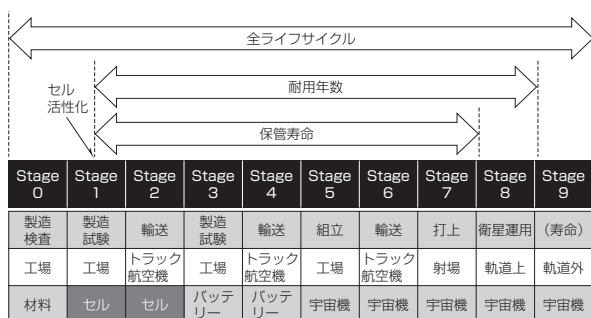 全ライフサイクル
耐用年数
セル
活性化
保管寿命
Stage Stage Stage Stage Stage Stage Stage Stage Stage Stage
0 1 2 3 4 5 6 7 8 9
製造 製造 輸送 製造 輸送 組立 輸送 打上 衛星運用 （寿命）
検査 試験 試験
工場 工場 トラック 工場 トラック 工場 トラック 射場 軌道上 軌道外
航空機 航空機 航空機
材料 セル セル バッテ バッテ 宇宙機 宇宙機 宇宙機 宇宙機 宇宙機
リー リー